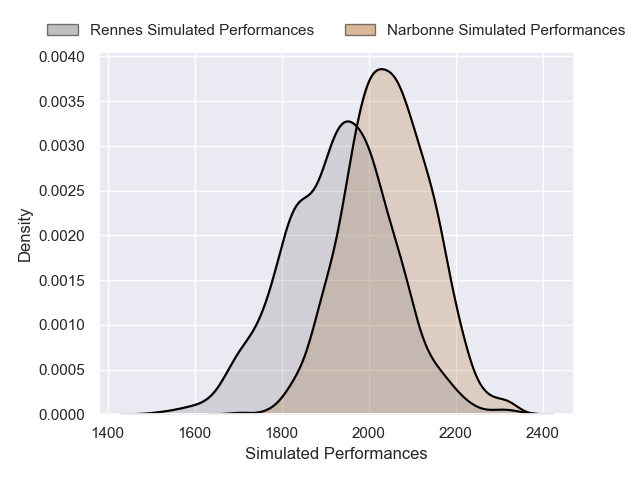 Rennes Simulated Performances Narbonne Simulated Performances
0.0040
0.0035
0.0030
0.0025
0.0020
0.0015
0.0010
0.0005
0.0000
Density
1400 1600 1800 2000 2200 2400
Simulated Performances